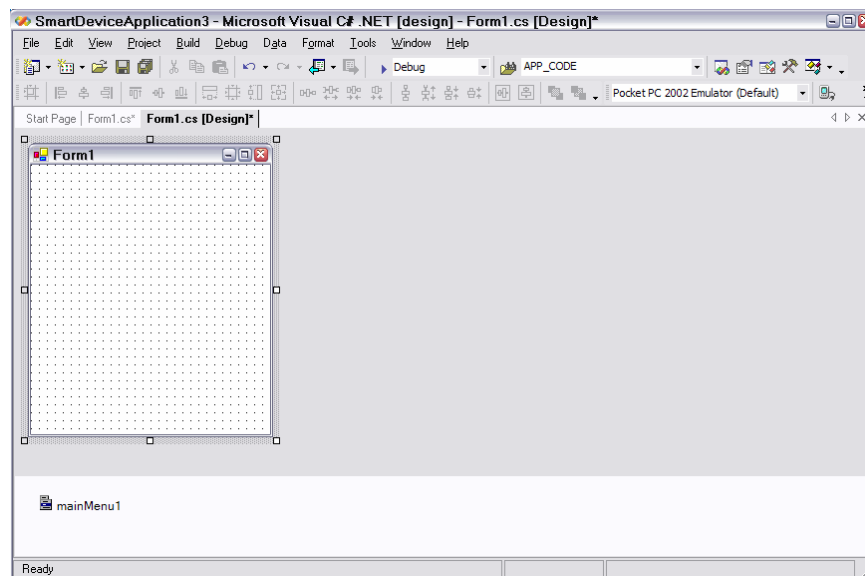 SmartDeviceApplication3 - Microsoft Visual C# .NET [design] - Form1.cs [Design]*
File Edit View Project Build Debug Data Format Tools Window Help
Debug APP_CODE
Pocket PC 2002 Emulator (Default)
Start Page Form1.cs* Form1.cs [Design]*
Form1
mainMenu1
Ready